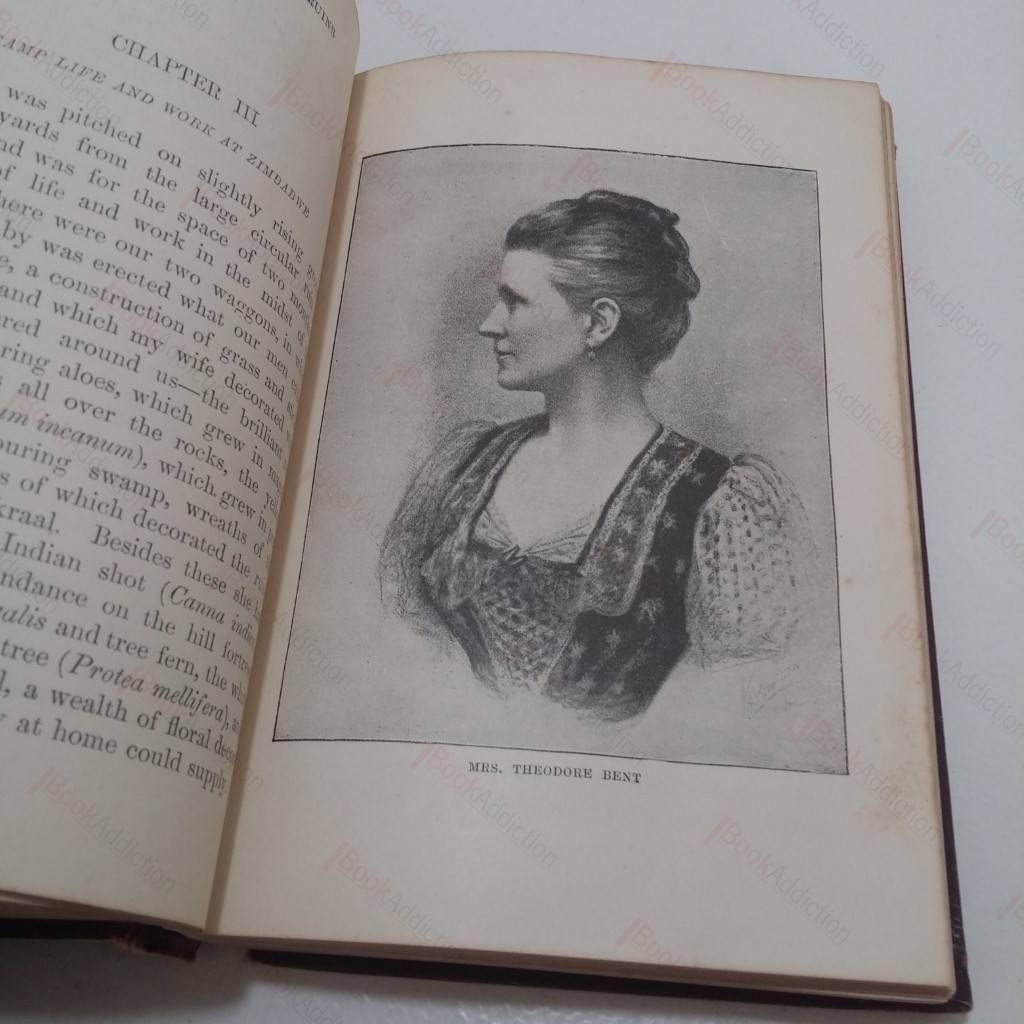 RUINS
CHAPTER III
CAMP LIFE AND WORK AT ZIMBABWE
was pitched on slightly rising
yards from the large circular
and was for the space of two
of life and work in the midst of
here were our two waggons, in
by was erected what our men
a construction of grass and
and which my wife decorated
around us—the brilliant
aloes, which grew in
all over the rocks, the
incanum), which grew in
swamp, wreaths of
of which decorated the
kraal. Besides these she
Indian shot (Canna
on the hill
and tree fern, the
tree (Protea mellifera),
a wealth of floral
at home could supply
MRS. THEODORE BENT
BookAddiction